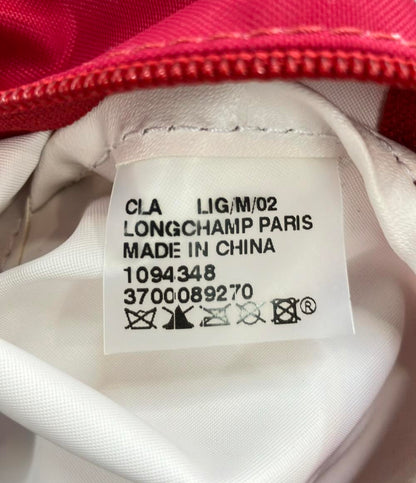 CLA LIG/M/02
LONGCHAMP PARIS
MADE IN CHINA
1094348
3700089270
®